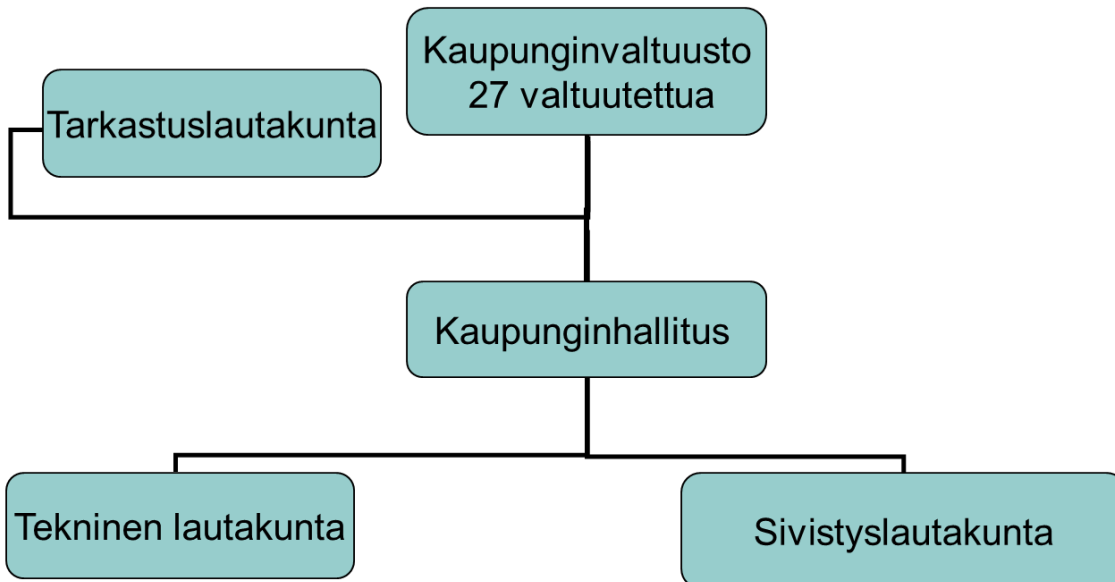 Kaupunginvaltuusto
27 valtuutettua
Tarkastuslautakunta
Kaupunginhallitus
Tekninen lautakunta
Sivistyslautakunta